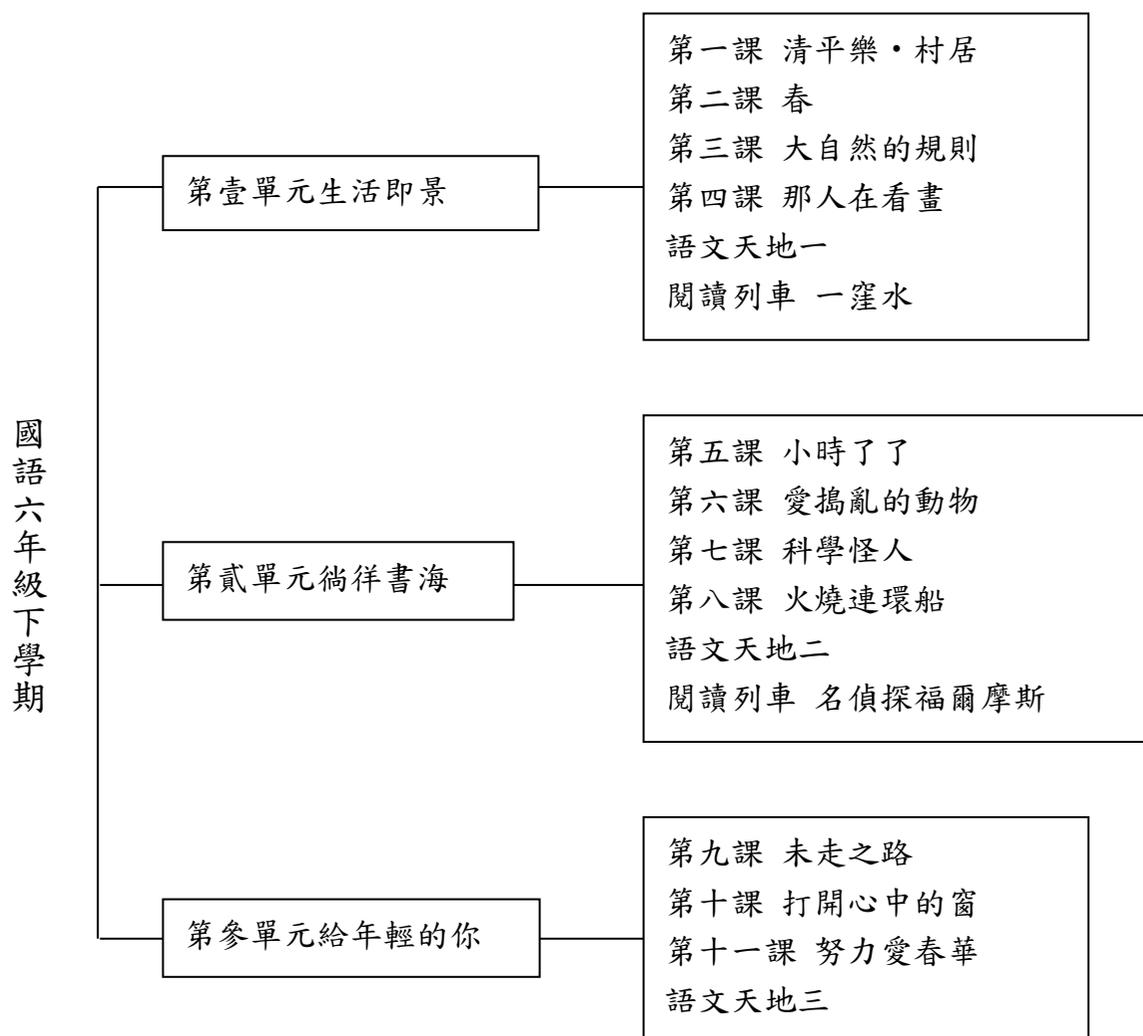 國語六年級下學期
第壹單元生活即景
第一課 清平樂・村居
第二課 春
第三課 大自然的規則
第四課 那人在看畫
語文天地一
閱讀列車 一窪水
第貳單元徜徉書海
第五課 小時了了
第六課 愛搗亂的動物
第七課 科學怪人
第八課 火燒連環船
語文天地二
閱讀列車 名偵探福爾摩斯
第參單元給年輕的你
第九課 未走之路
第十課 打開心中的窗
第十一課 努力愛春華
語文天地三